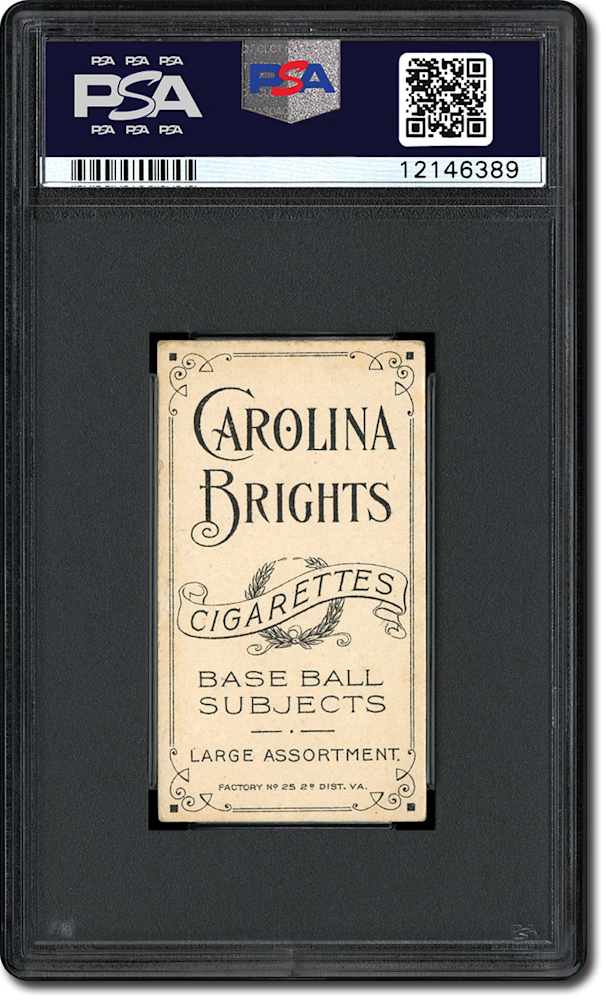 PSA PSA PSA
PSA
PSA PSA PSA
PSA
12146389
CAROLINA
BRIGHTS
CIGARETTES
BASE BALL
SUBJECTS
LARGE ASSORTMENT.
FACTORY Nº 25 2º DIST. VA.
PSA